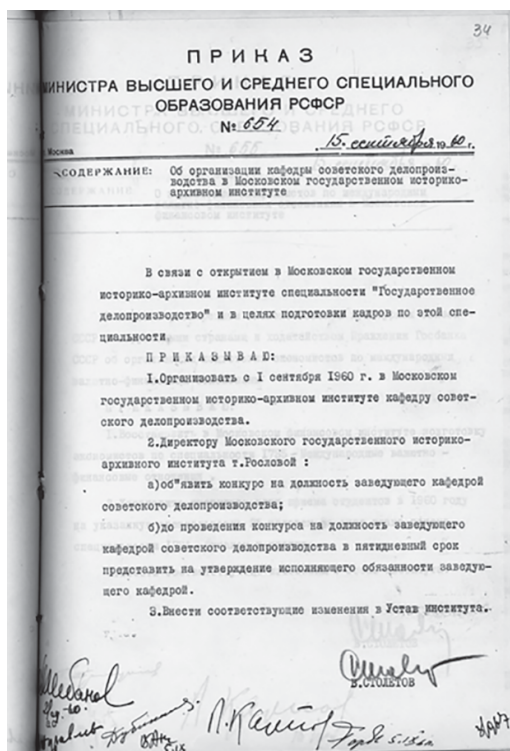 34
ПРИКАЗ
МИНИСТРА ВЫСШЕГО И СРЕДНЕГО СПЕЦИАЛЬНОГО
ОБРАЗОВАНИЯ РСФСР
№ 654
15. сентября 1960 г.
Москва
СОДЕРЖАНИЕ: Об организации кафедры советского делопроиз-
водства в Московском государственном историко-
архивном институте
В связи с открытием в Московском государственном
историко-архивном институте специальности "Государственное
делопроизводство" и в целях подготовки кадров по этой спе-
циальности
ПРИКАЗЫВАЮ:
1.Организовать с 1 сентября 1960 г. в Московском
государственном историко-архивном институте кафедру совет-
ского делопроизводства.
2.Директору Московского государственного историко-
архивного института т.Рословой :
а)об"явить конкурс на должность заведующего кафедрой
советского делопроизводства;
б)до проведения конкурса на должность заведующего
кафедрой советского делопроизводства в пятидневный срок
представить на утверждение исполняющего обязанности заведую-
щего кафедрой.
3.Внести соответствующие изменения в Устав института.
В.СТОЛЕТОВ